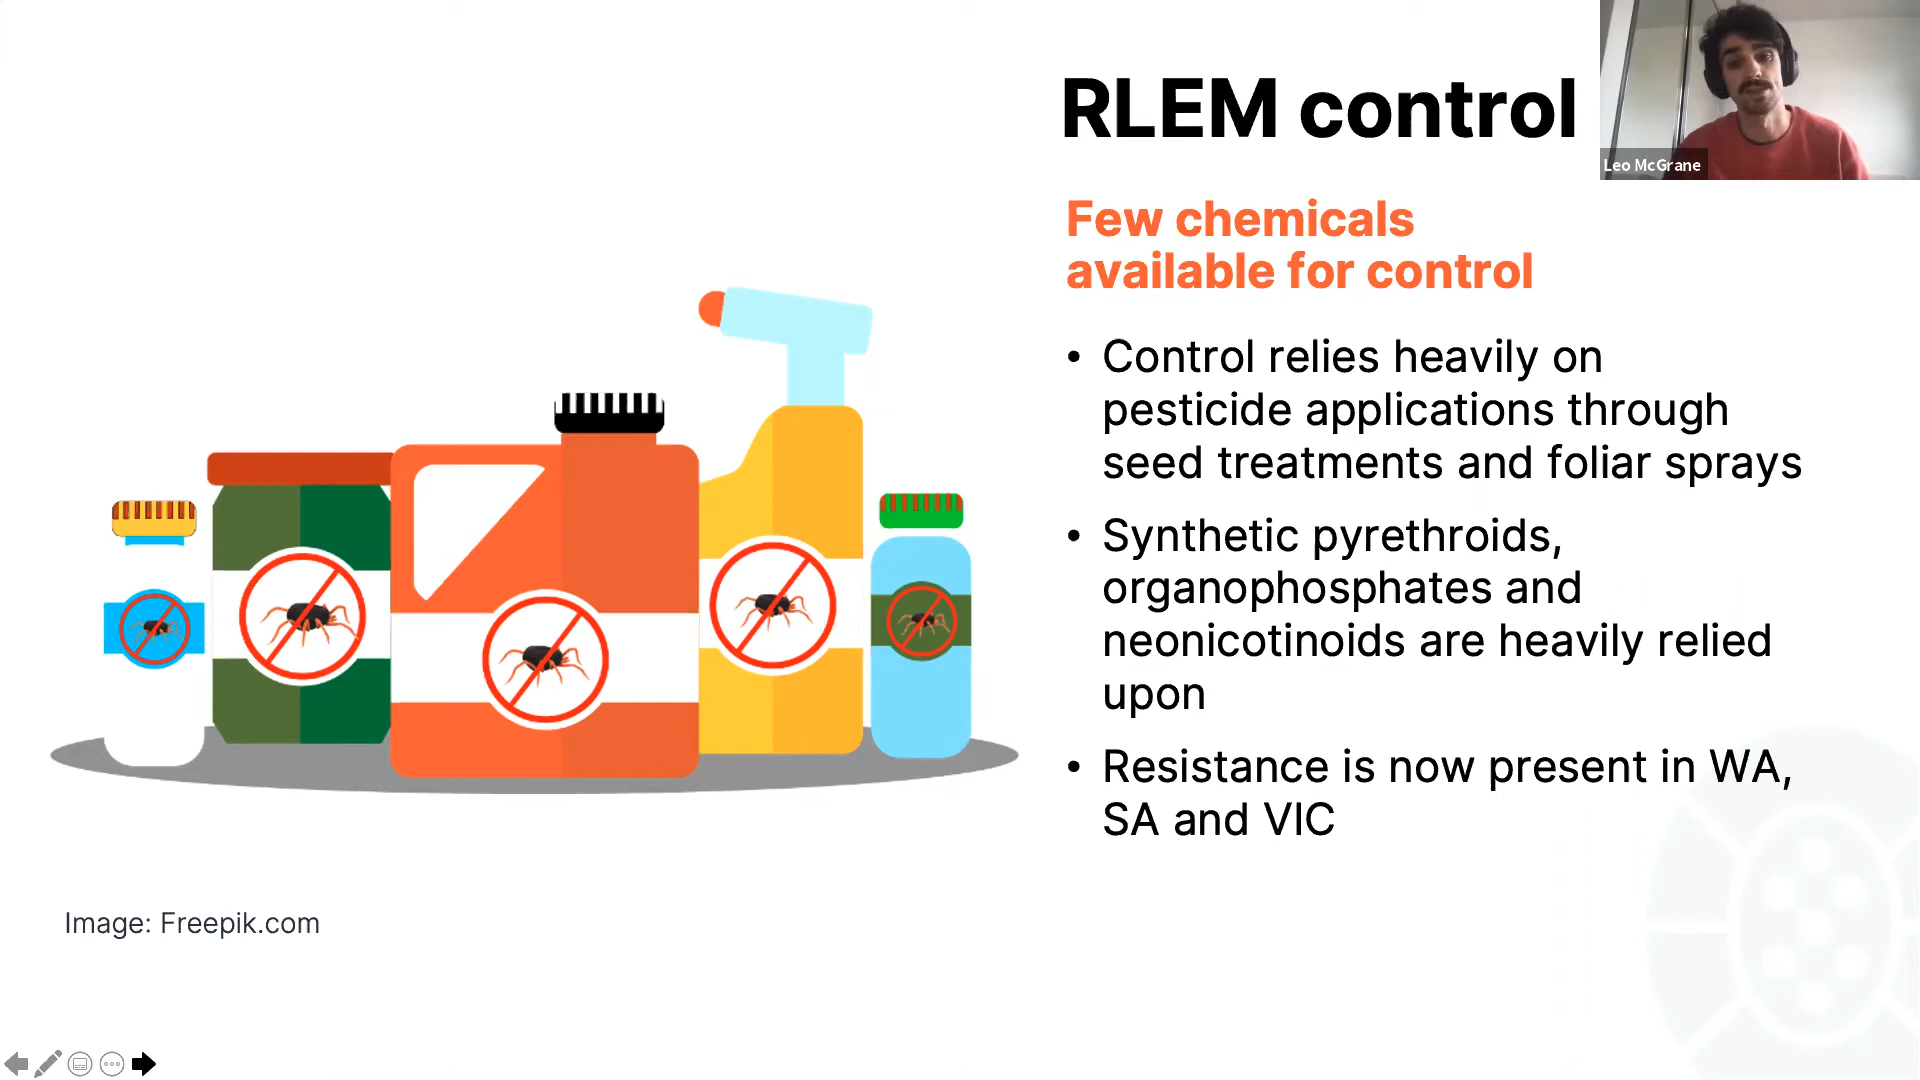 RLEM control
Leo McGrane
Few chemicals
available for control
• Control relies heavily on
pesticide applications through
seed treatments and foliar sprays
• Synthetic pyrethroids,
organophosphates and
neonicotinoids are heavily relied
upon
• Resistance is now present in WA,
SA and VIC
Image: Freepik.com